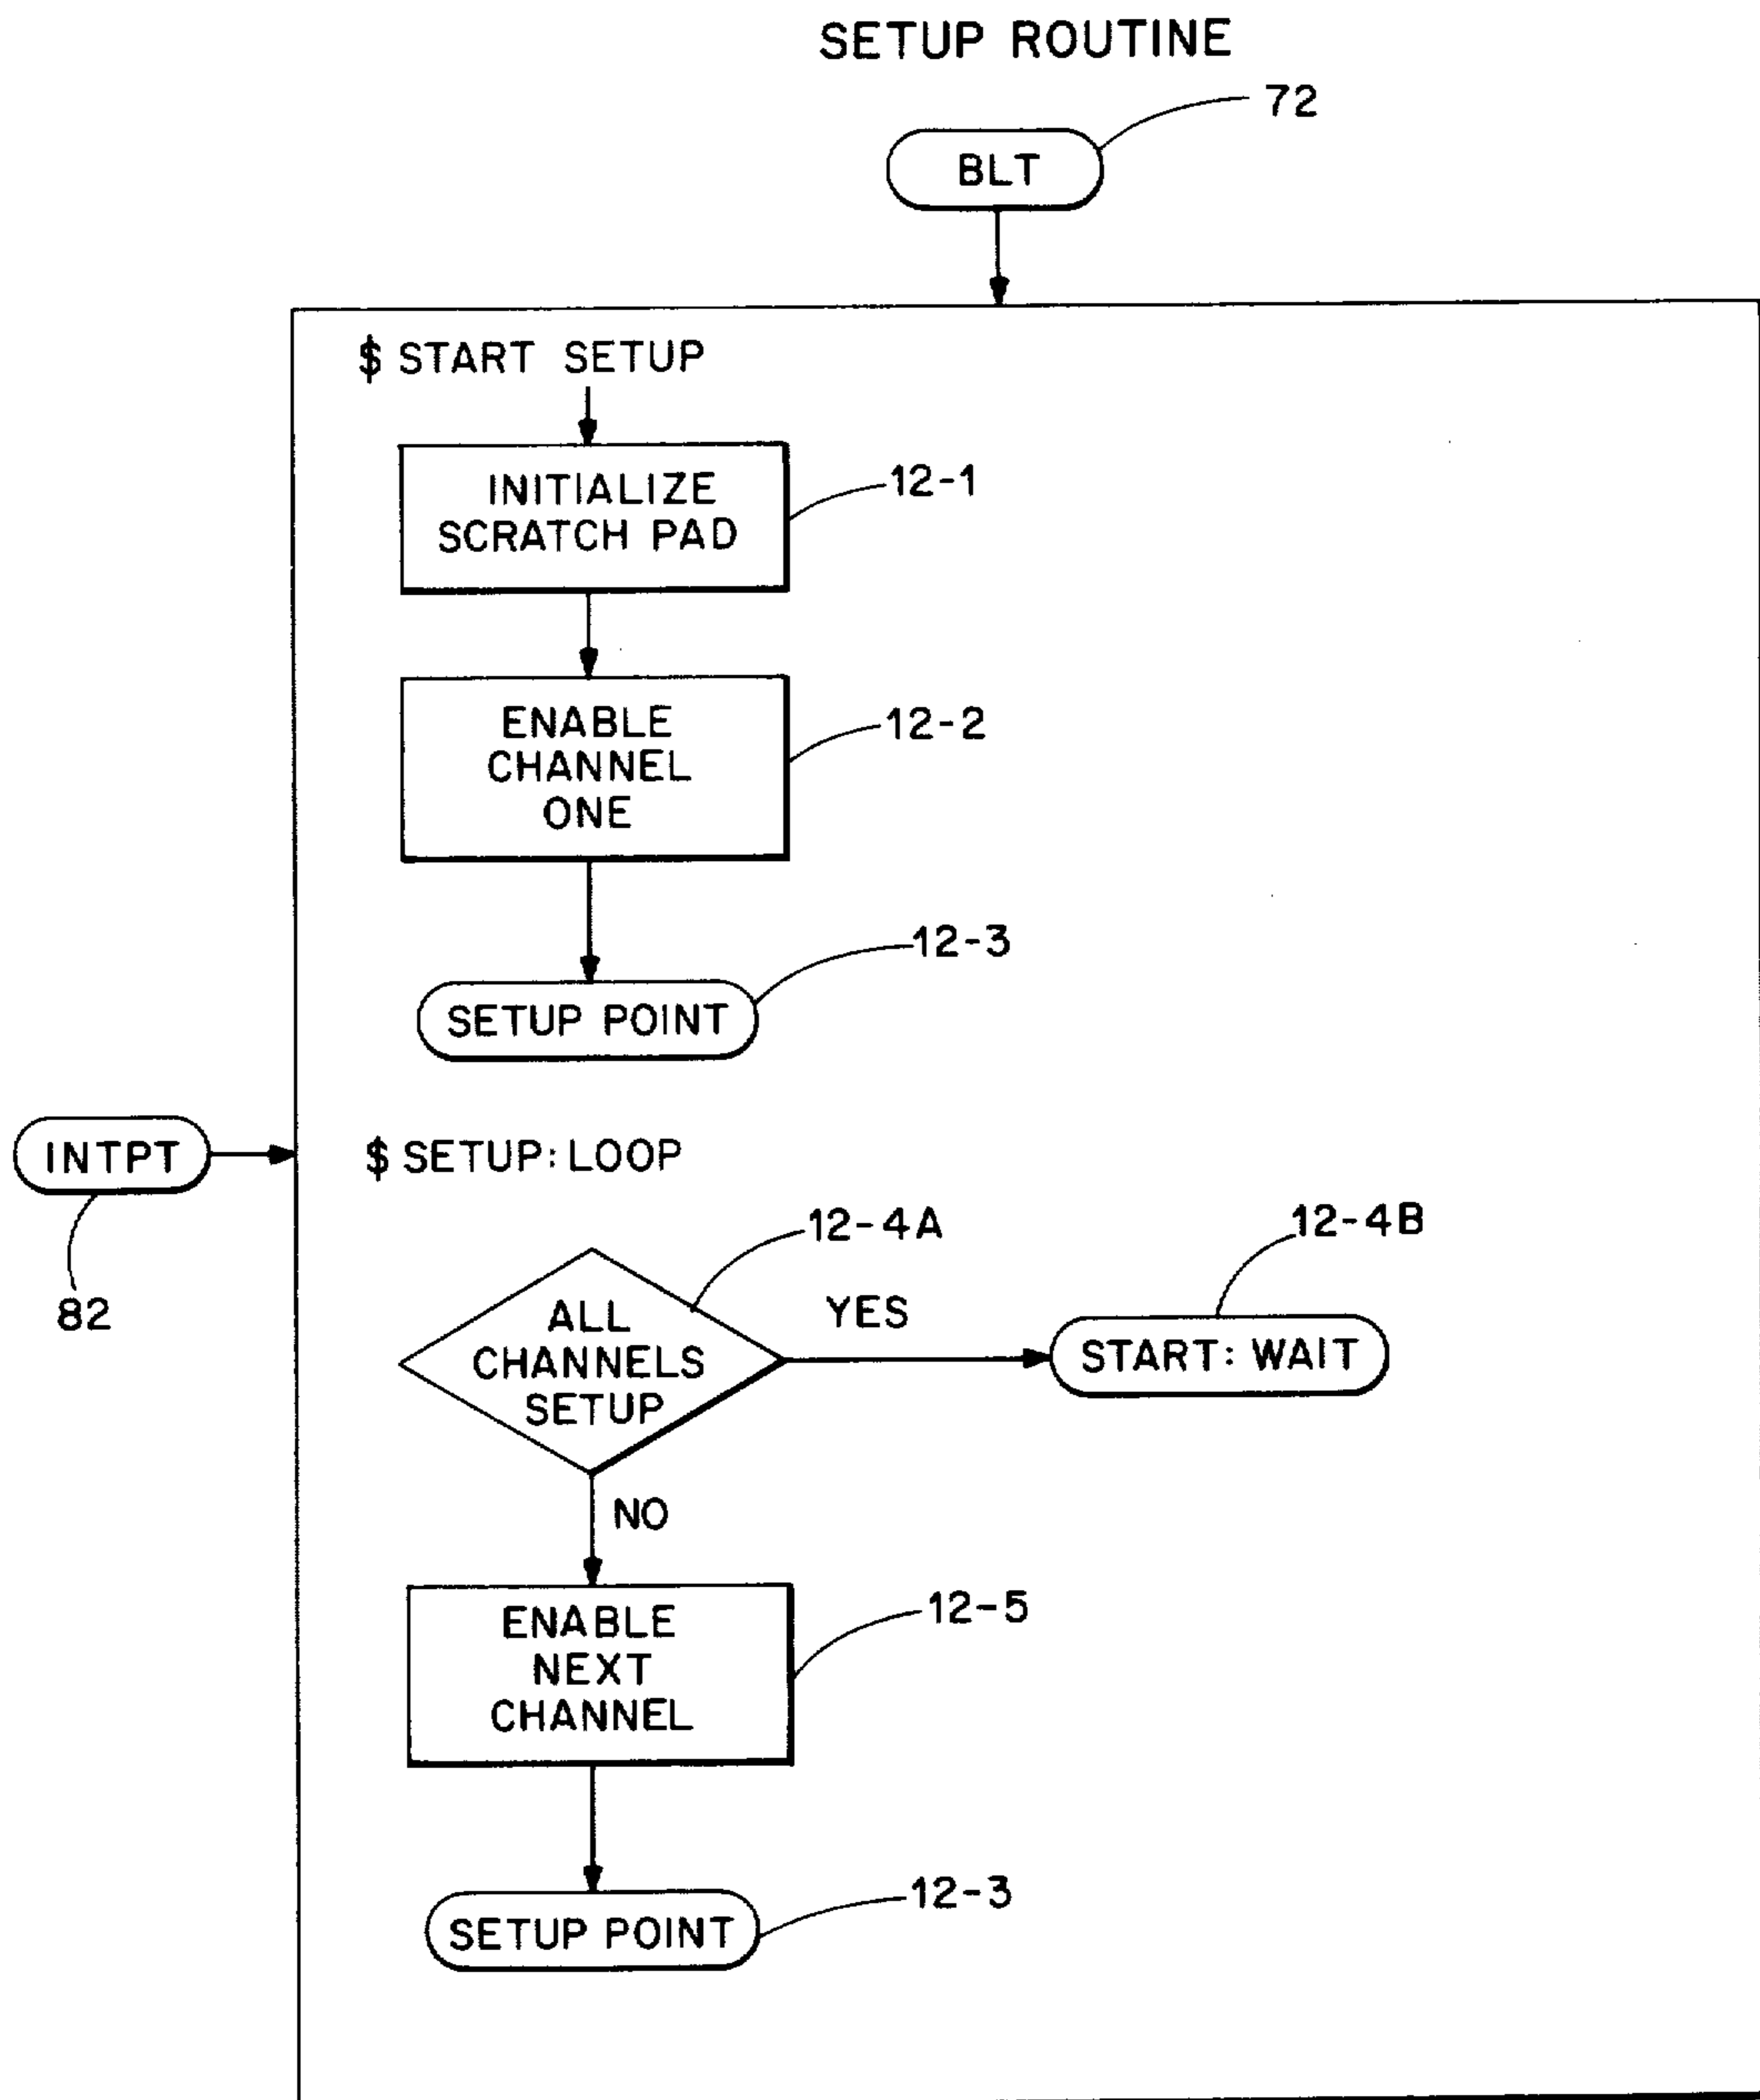 SETUP ROUTINE
72
BLT
$ START SETUP
INITIALIZE
SCRATCH PAD
12-1
ENABLE
CHANNEL
ONE
12-2
12-3
SETUP POINT
INTPT
82
$ SETUP: LOOP
12-4A
12-4B
ALL
CHANNELS
SETUP
YES
START: WAIT
NO
ENABLE
NEXT
CHANNEL
12-5
12-3
SETUP POINT